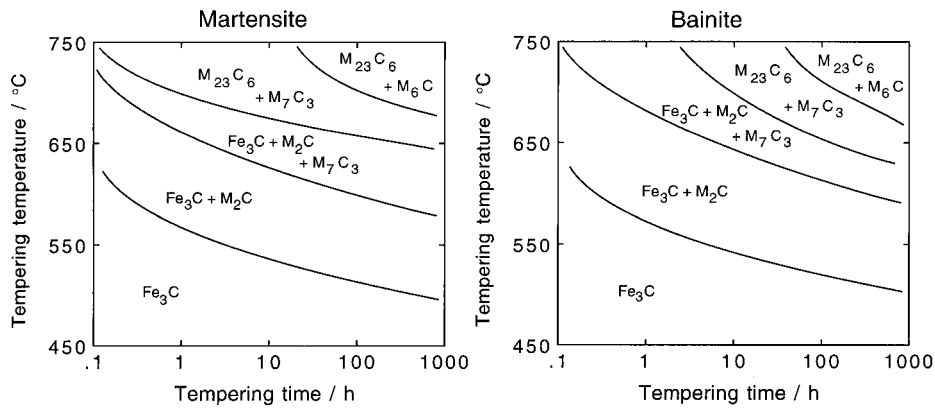 Martensite
Tempering temperature / °C
750
650
550
450
M23C6
+ M7C3
M23C6
+ M6C
Fe3C + M2C
+ M7C3
Fe3C + M2C
Fe3C
.1
1
10
100
1000
Tempering time / h
Bainite
Tempering temperature / °C
750
650
550
450
M23C6
+ M7C3
M23C6
+ M6C
Fe3C + M2C
+ M7C3
Fe3C + M2C
Fe3C
.1
1
10
100
1000
Tempering time / h